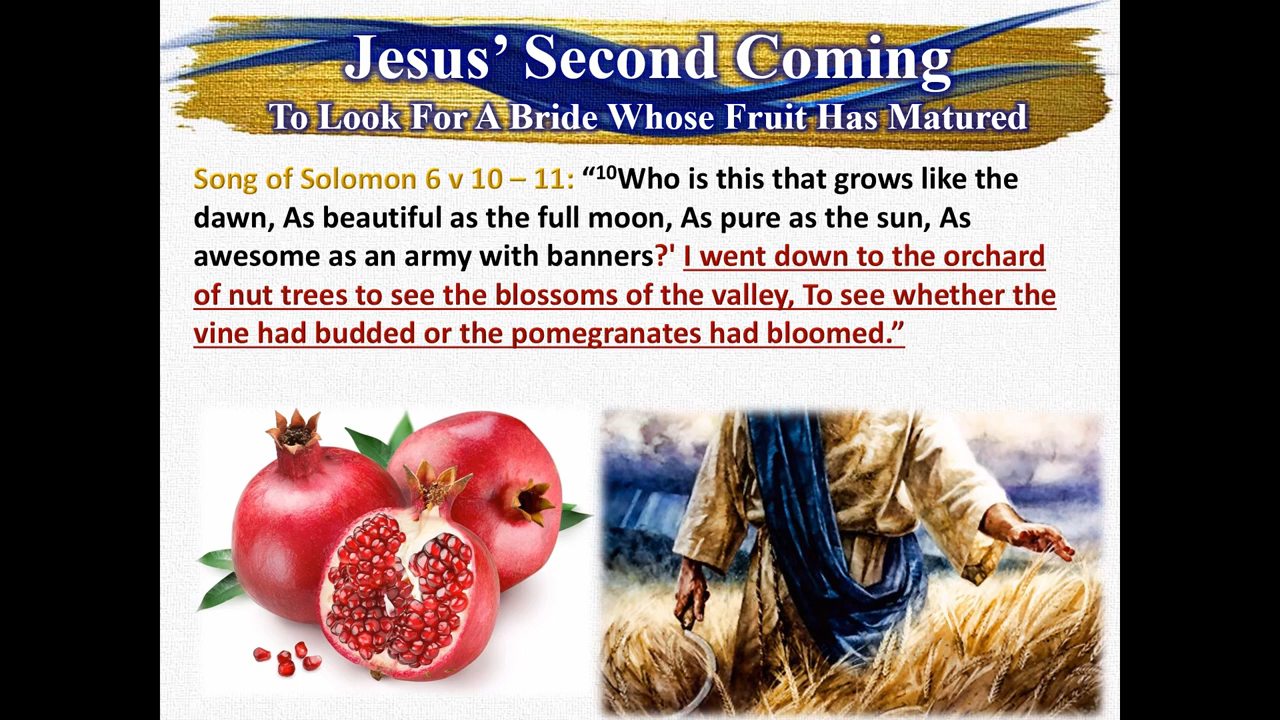 Jesus’ Second Coming
To Look For A Bride Whose Fruit Has Matured
Song of Solomon 6 v 10 – 11: “¹⁰Who is this that grows like the
dawn, As beautiful as the full moon, As pure as the sun, As
awesome as an army with banners?' I went down to the orchard
of nut trees to see the blossoms of the valley, To see whether the
vine had budded or the pomegranates had bloomed.”